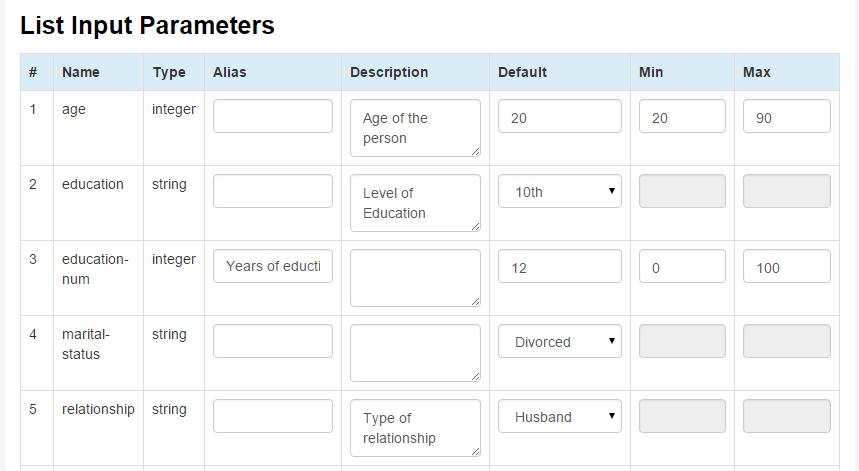 List Input Parameters
# Name Type Alias Description Default Min Max
1 age integer Age of the person 20 20 90
2 education string Level of Education 10th
3 education-num integer Years of educti 12 0 100
4 marital-status string Divorced
5 relationship string Type of relationship Husband